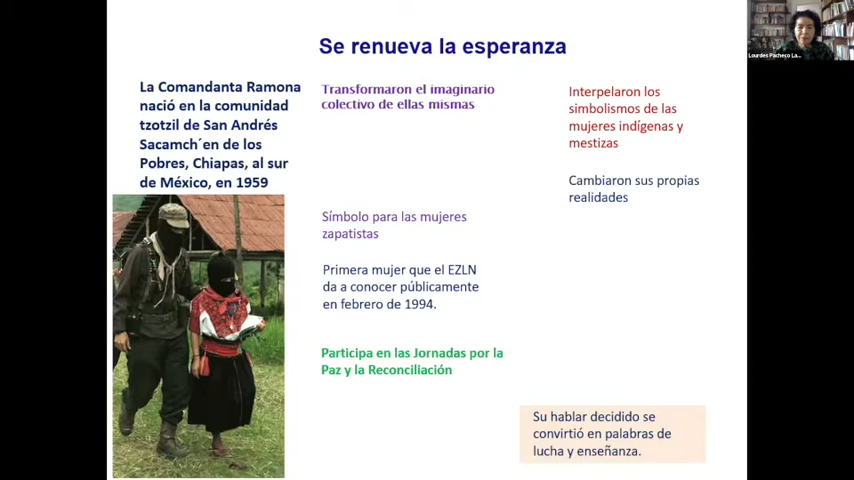 Se renueva la esperanza
La Comandanta Ramona
nació en la comunidad
tzotzil de San Andrés
Sacamch´en de los
Pobres, Chiapas, al sur
de México, en 1959
Transformaron el imaginario
colectivo de ellas mismas
Símbolo para las mujeres
zapatistas
Primera mujer que el EZLN
da a conocer públicamente
en febrero de 1994.
Participa en las Jornadas por la
Paz y la Reconciliación
Interpelaron los
simbolismos de las
mujeres indígenas y
mestizas
Cambiaron sus propias
realidades
Su hablar decidido se
convirtió en palabras de
lucha y enseñanza.
Lourdes Pacheco La...